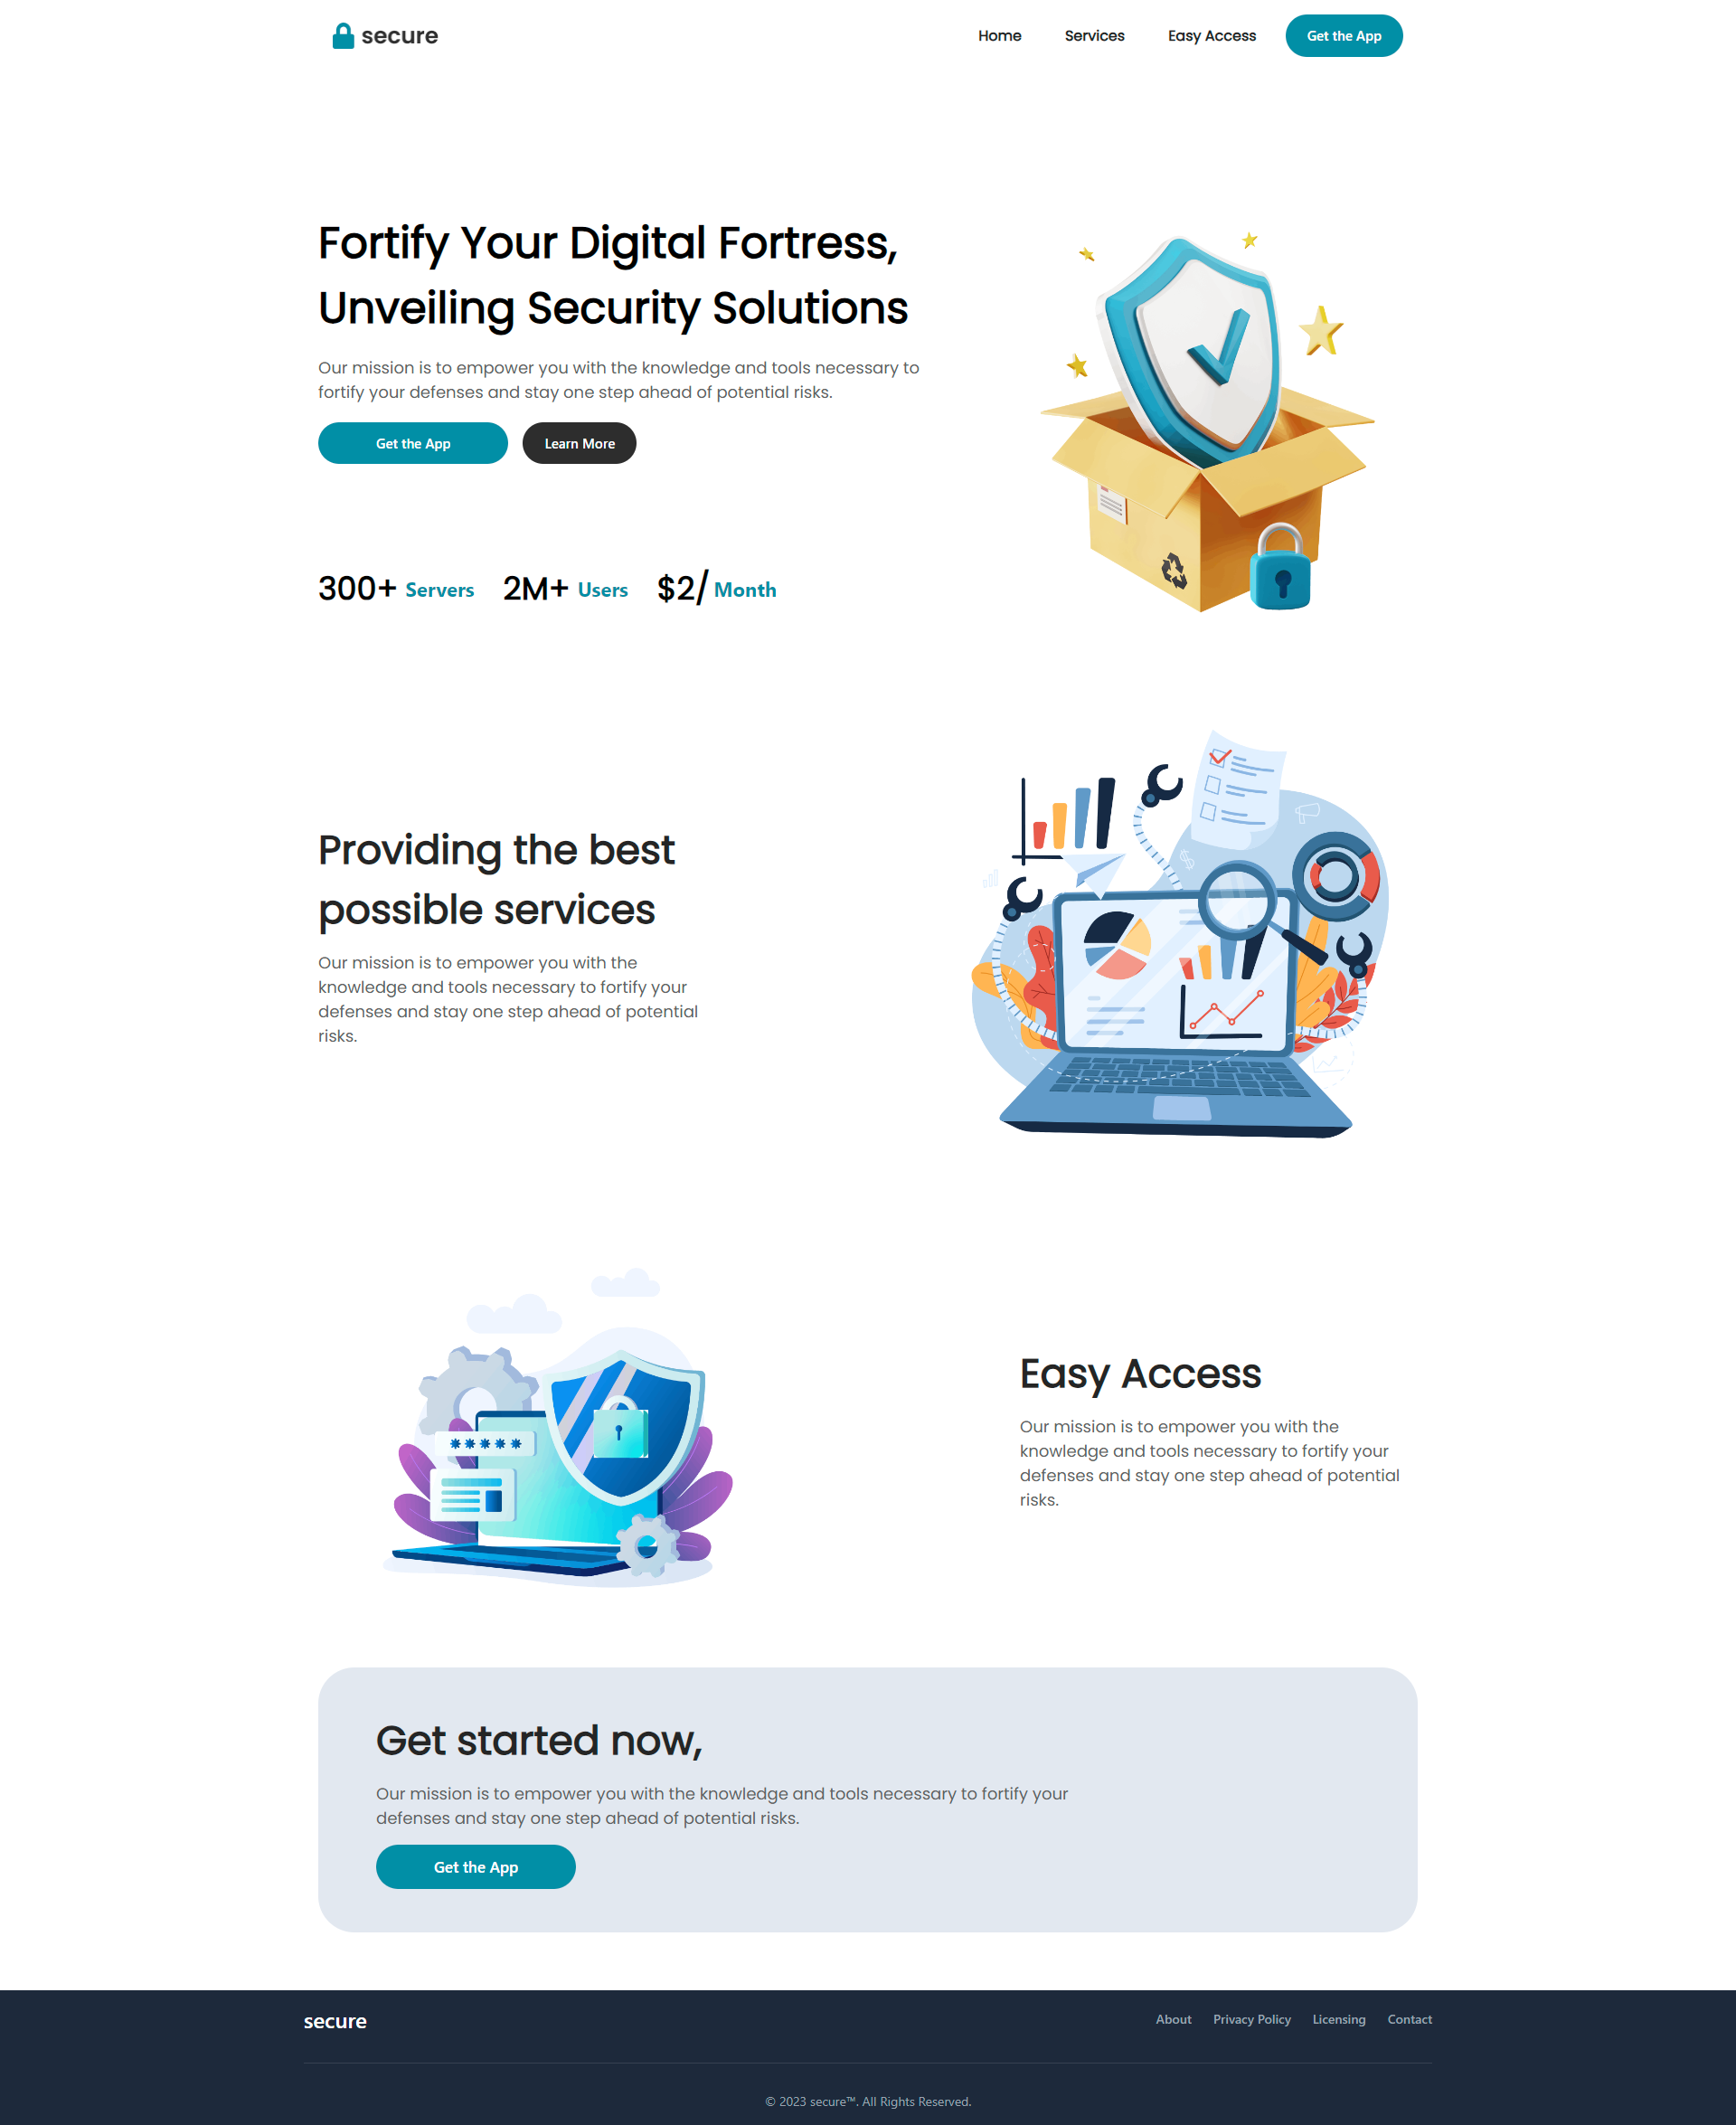 secure
Home
Services
Easy Access
Get the App
Fortify Your Digital Fortress,
Unveiling Security Solutions
Our mission is to empower you with the knowledge and tools necessary to
fortify your defenses and stay one step ahead of potential risks.
Get the App
Learn More
300+ Servers
2M+ Users
$2/ Month
Providing the best
possible services
Our mission is to empower you with the
knowledge and tools necessary to fortify your
defenses and stay one step ahead of potential
risks.
Easy Access
Our mission is to empower you with the
knowledge and tools necessary to fortify your
defenses and stay one step ahead of potential
risks.
Get started now,
Our mission is to empower you with the knowledge and tools necessary to fortify your
defenses and stay one step ahead of potential risks.
Get the App
secure
About
Privacy Policy
Licensing
Contact
© 2023 secure™. All Rights Reserved.